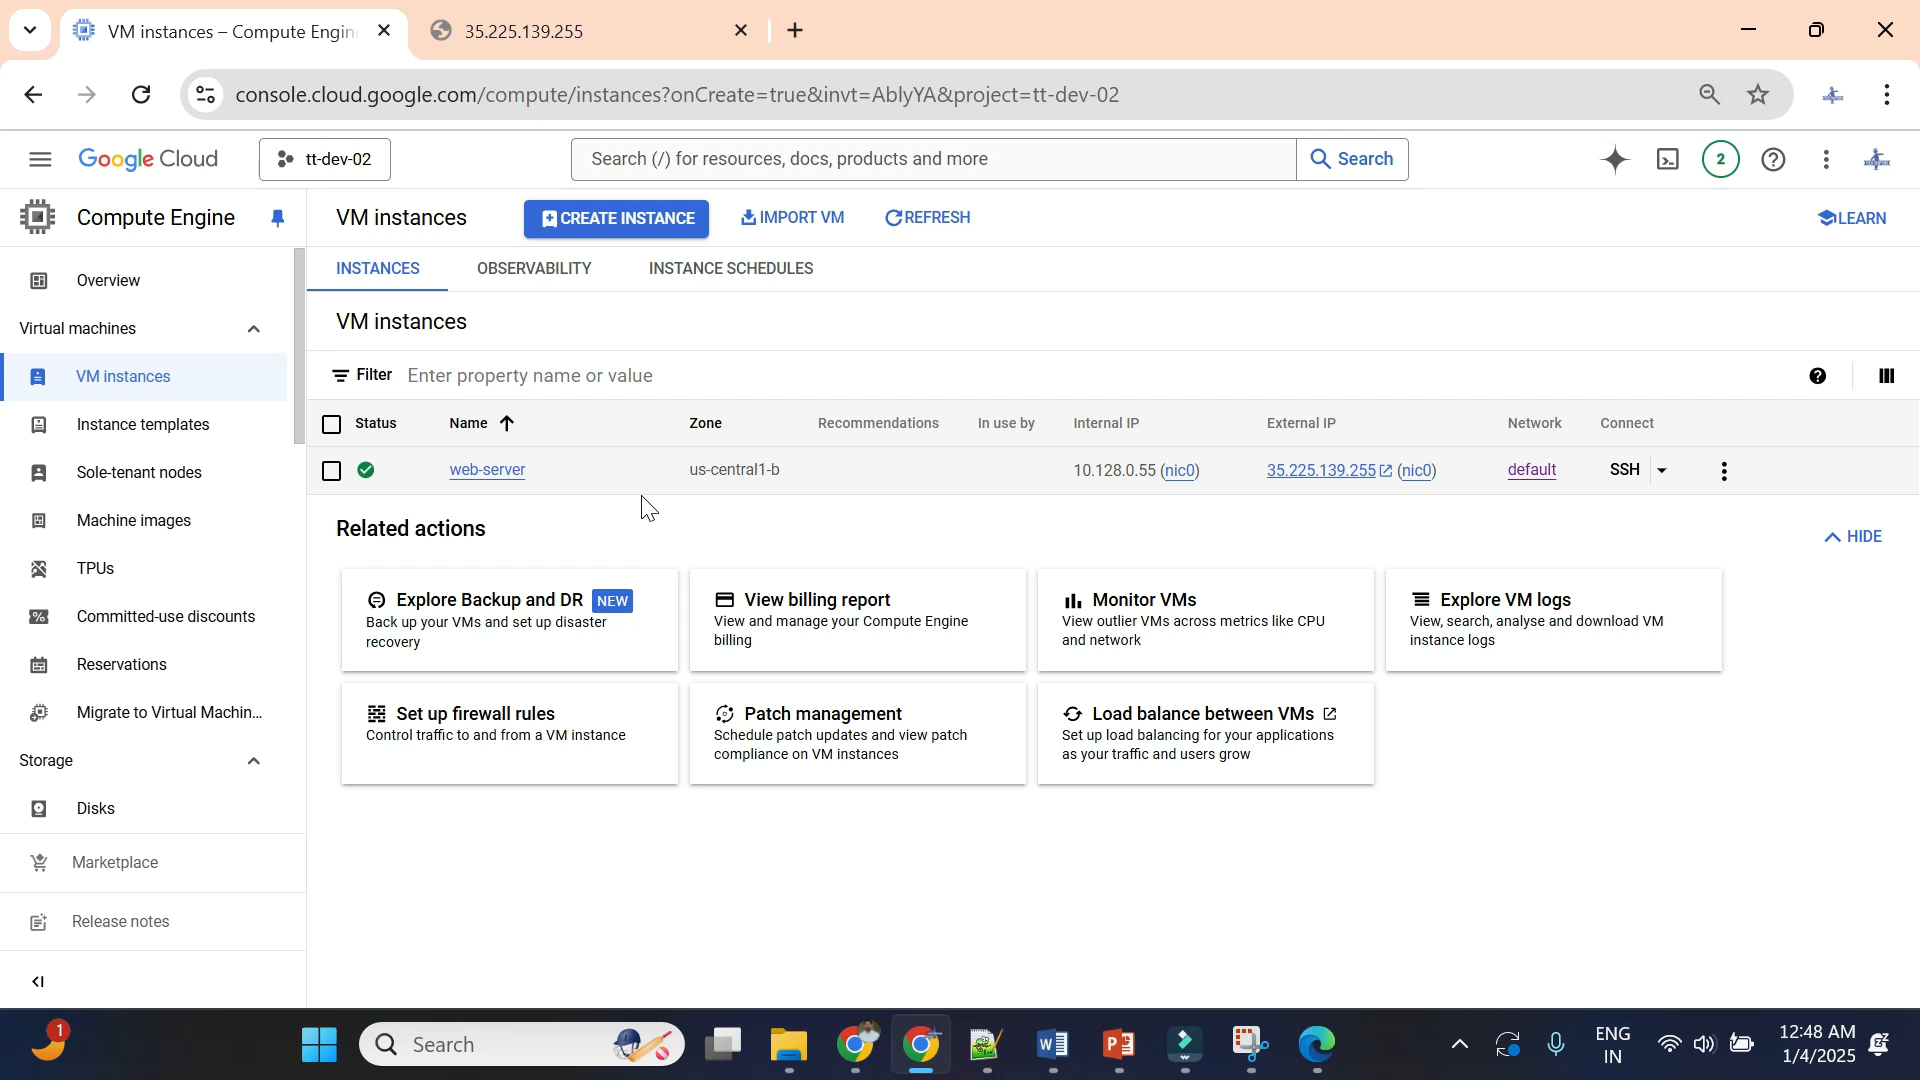 VM instances – Compute Engin
35.225.139.255
console.cloud.google.com/compute/instances?onCreate=true&invt=AblyYA&project=tt-dev-02
Google Cloud
tt-dev-02
Search (/) for resources, docs, products and more
Search
2
Compute Engine
VM instances
CREATE INSTANCE
IMPORT VM
REFRESH
LEARN
Overview
Virtual machines
VM instances
Instance templates
Sole-tenant nodes
Machine images
TPUs
Committed-use discounts
Reservations
Migrate to Virtual Machin...
Storage
Disks
Marketplace
Release notes
INSTANCES
OBSERVABILITY
INSTANCE SCHEDULES
VM instances
Filter
Enter property name or value
Status Name Zone Recommendations In use by Internal IP External IP Network Connect
web-server us-central1-b 10.128.0.55 (nic0) 35.225.139.255 (nic0) default SSH
Related actions
HIDE
Explore Backup and DR NEW
Back up your VMs and set up disaster
recovery
View billing report
View and manage your Compute Engine
billing
Monitor VMs
View outlier VMs across metrics like CPU
and network
Explore VM logs
View, search, analyse and download VM
instance logs
Set up firewall rules
Control traffic to and from a VM instance
Patch management
Schedule patch updates and view patch
compliance on VM instances
Load balance between VMs
Set up load balancing for your applications
as your traffic and users grow
1
Search
ENG
IN
12:48 AM
1/4/2025